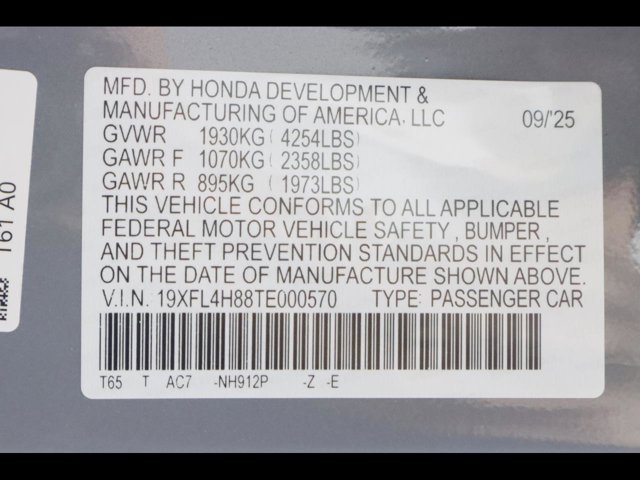 MFD. BY HONDA DEVELOPMENT &
MANUFACTURING OF AMERICA, LLC 09/'25
GVWR 1930KG ( 4254LBS)
GAWR F 1070KG ( 2358LBS)
GAWR R 895KG ( 1973LBS)
THIS VEHICLE CONFORMS TO ALL APPLICABLE
FEDERAL MOTOR VEHICLE SAFETY , BUMPER,
AND THEFT PREVENTION STANDARDS IN EFFECT
ON THE DATE OF MANUFACTURE SHOWN ABOVE.
V.I.N. 19XFL4H88TE000570 TYPE: PASSENGER CAR
T65 T AC7 -NH912P -Z -E
T61 A0